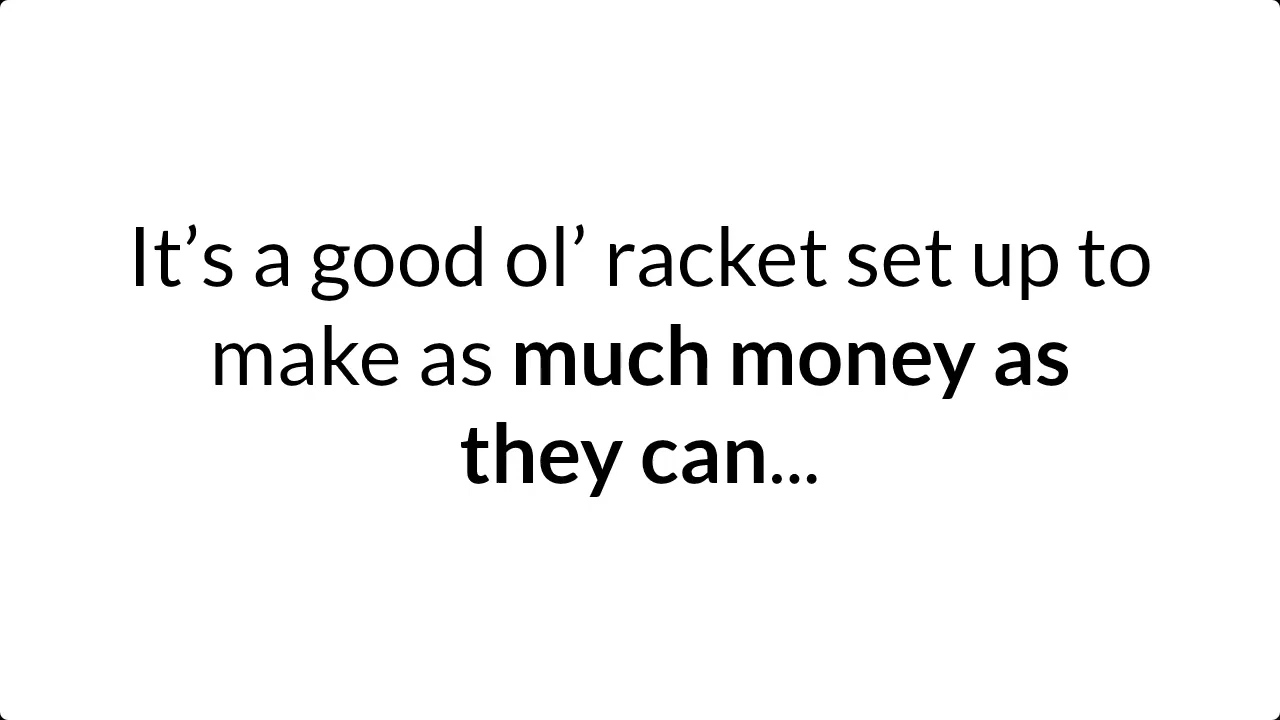 It’s a good ol’ racket set up to
make as much money as
they can...